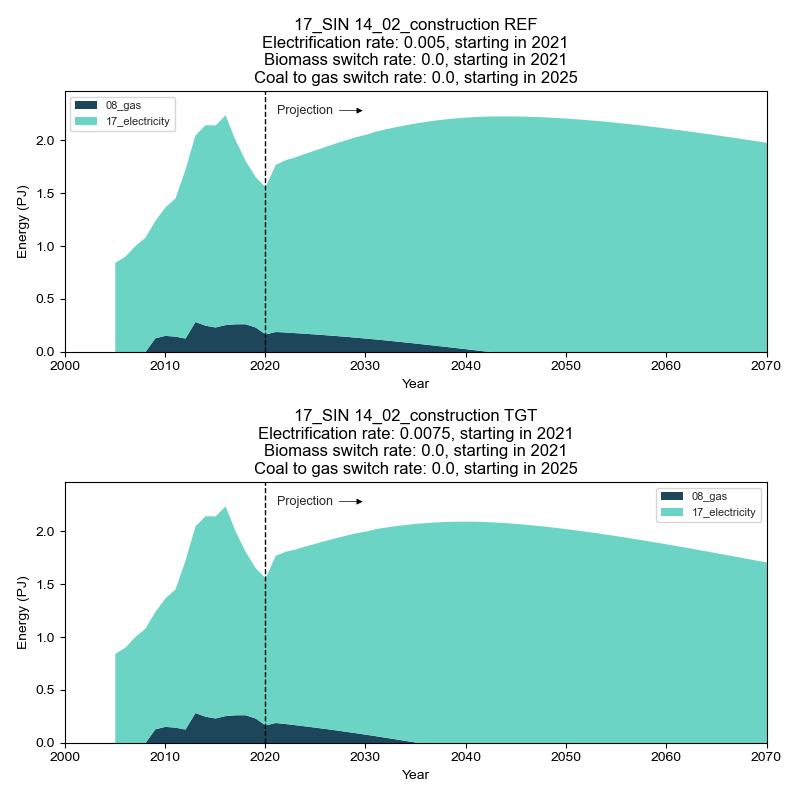 17_SIN 14_02_construction REF
Electrification rate: 0.005, starting in 2021
Biomass switch rate: 0.0, starting in 2021
Coal to gas switch rate: 0.0, starting in 2025
08_gas
17_electricity
Projection
2.0
1.5
1.0
0.5
0.0
Energy (PJ)
2000 2010 2020 2030 2040 2050 2060 2070
Year
17_SIN 14_02_construction TGT
Electrification rate: 0.0075, starting in 2021
Biomass switch rate: 0.0, starting in 2021
Coal to gas switch rate: 0.0, starting in 2025
Projection
08_gas
17_electricity
2.0
1.5
1.0
0.5
0.0
Energy (PJ)
2000 2010 2020 2030 2040 2050 2060 2070
Year